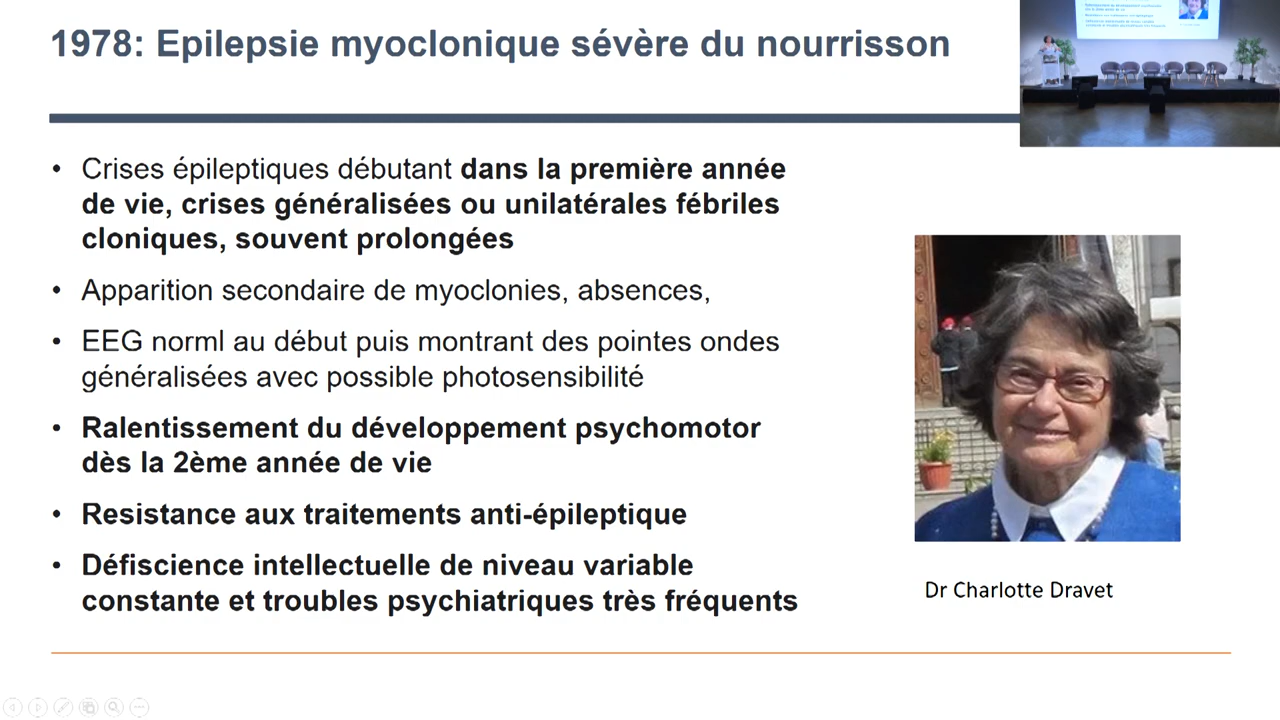 1978: Epilepsie myoclonique sévère du nourrisson
• Crises épileptiques débutant dans la première année
de vie, crises généralisées ou unilatérales fébriles
cloniques, souvent prolongées
• Apparition secondaire de myoclonies, absences,
• EEG norml au début puis montrant des pointes ondes
généralisées avec possible photosensibilité
• Ralentissement du développement psychomotor
dès la 2ème année de vie
• Resistance aux traitements anti-épileptique
• Défiscience intellectuelle de niveau variable
constante et troubles psychiatriques très fréquents
Dr Charlotte Dravet